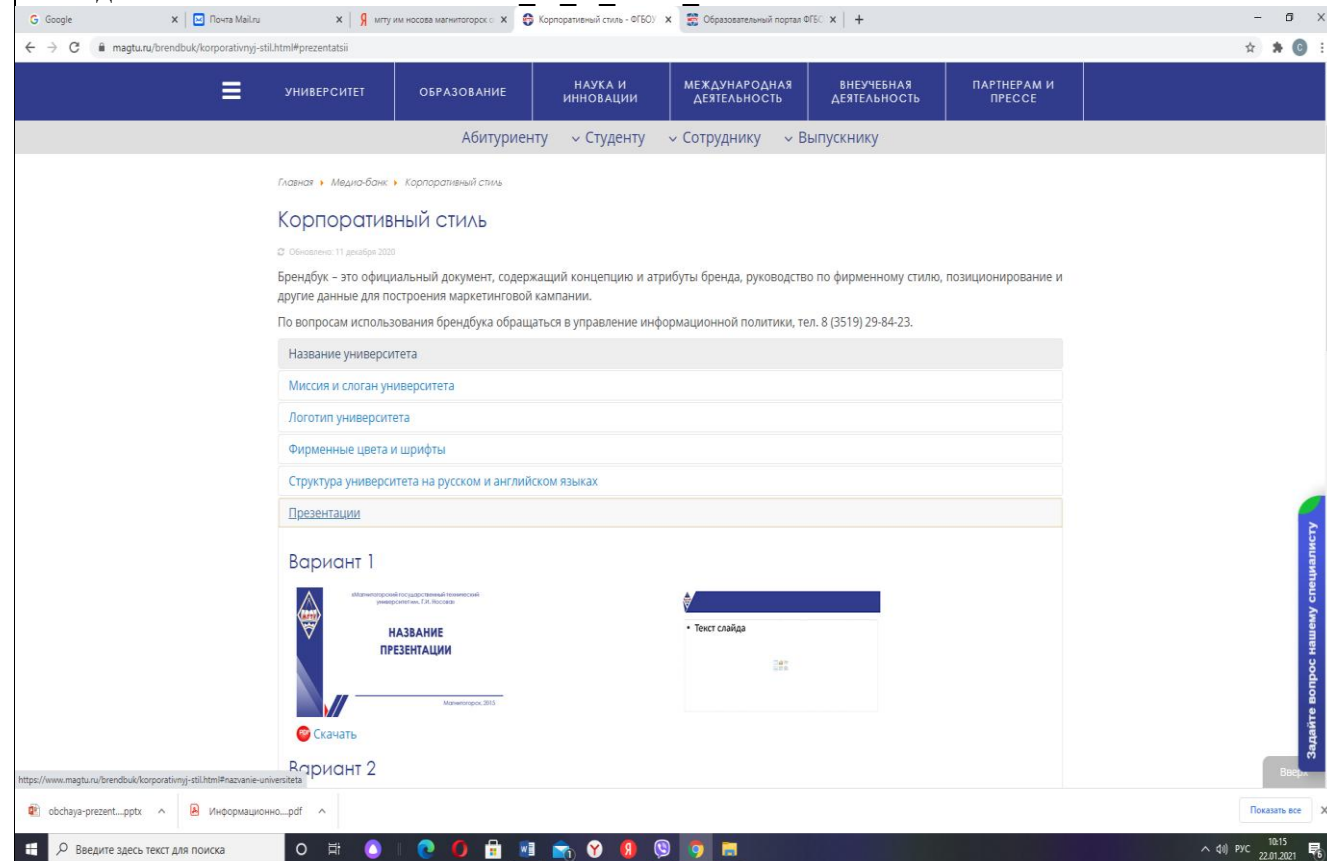 Google
Почта Mail.ru
мгту им носова магнитогорск о
Корпоративный стиль - ФГБОУ
Образовательный портал ФГБО
magtu.ru/brendbuk/korporativnyj-stil.html#prezentatsii
УНИВЕРСИТЕТ
ОБРАЗОВАНИЕ
НАУКА И
ИННОВАЦИИ
МЕЖДУНАРОДНАЯ
ДЕЯТЕЛЬНОСТЬ
ВНЕУЧЕБНАЯ
ДЕЯТЕЛЬНОСТЬ
ПАРТНЕРАМ И
ПРЕССЕ
Абитуриенту Студенту Сотруднику Выпускнику
Главная Медиа-банк Корпоративный стиль
Корпоративный стиль
Обновлено: 11 декабря 2020
Брендбук – это официальный документ, содержащий концепцию и атрибуты бренда, руководство по фирменному стилю, позиционирование и
другие данные для построения маркетинговой кампании.
По вопросам использования брендбука обращаться в управление информационной политики, тел. 8 (3519) 29-84-23.
Название университета
Миссия и слоган университета
Логотип университета
Фирменные цвета и шрифты
Структура университета на русском и английском языках
Презентации
Вариант 1
«Магнитогорский государственный технический
университет им. Г.И. Носова»
НАЗВАНИЕ
ПРЕЗЕНТАЦИИ
Магнитогорск, 2015
• Текст слайда
Скачать
Вариант 2
Задайте вопрос нашему специалисту
Вверх
https://www.magtu.ru/brendbuk/korporativnyj-stil.html#nazvanie-universiteta
obchaya-prezent....pptx
Информационно....pdf
Показать все
Введите здесь текст для поиска
РУС
10:15
22.01.2021